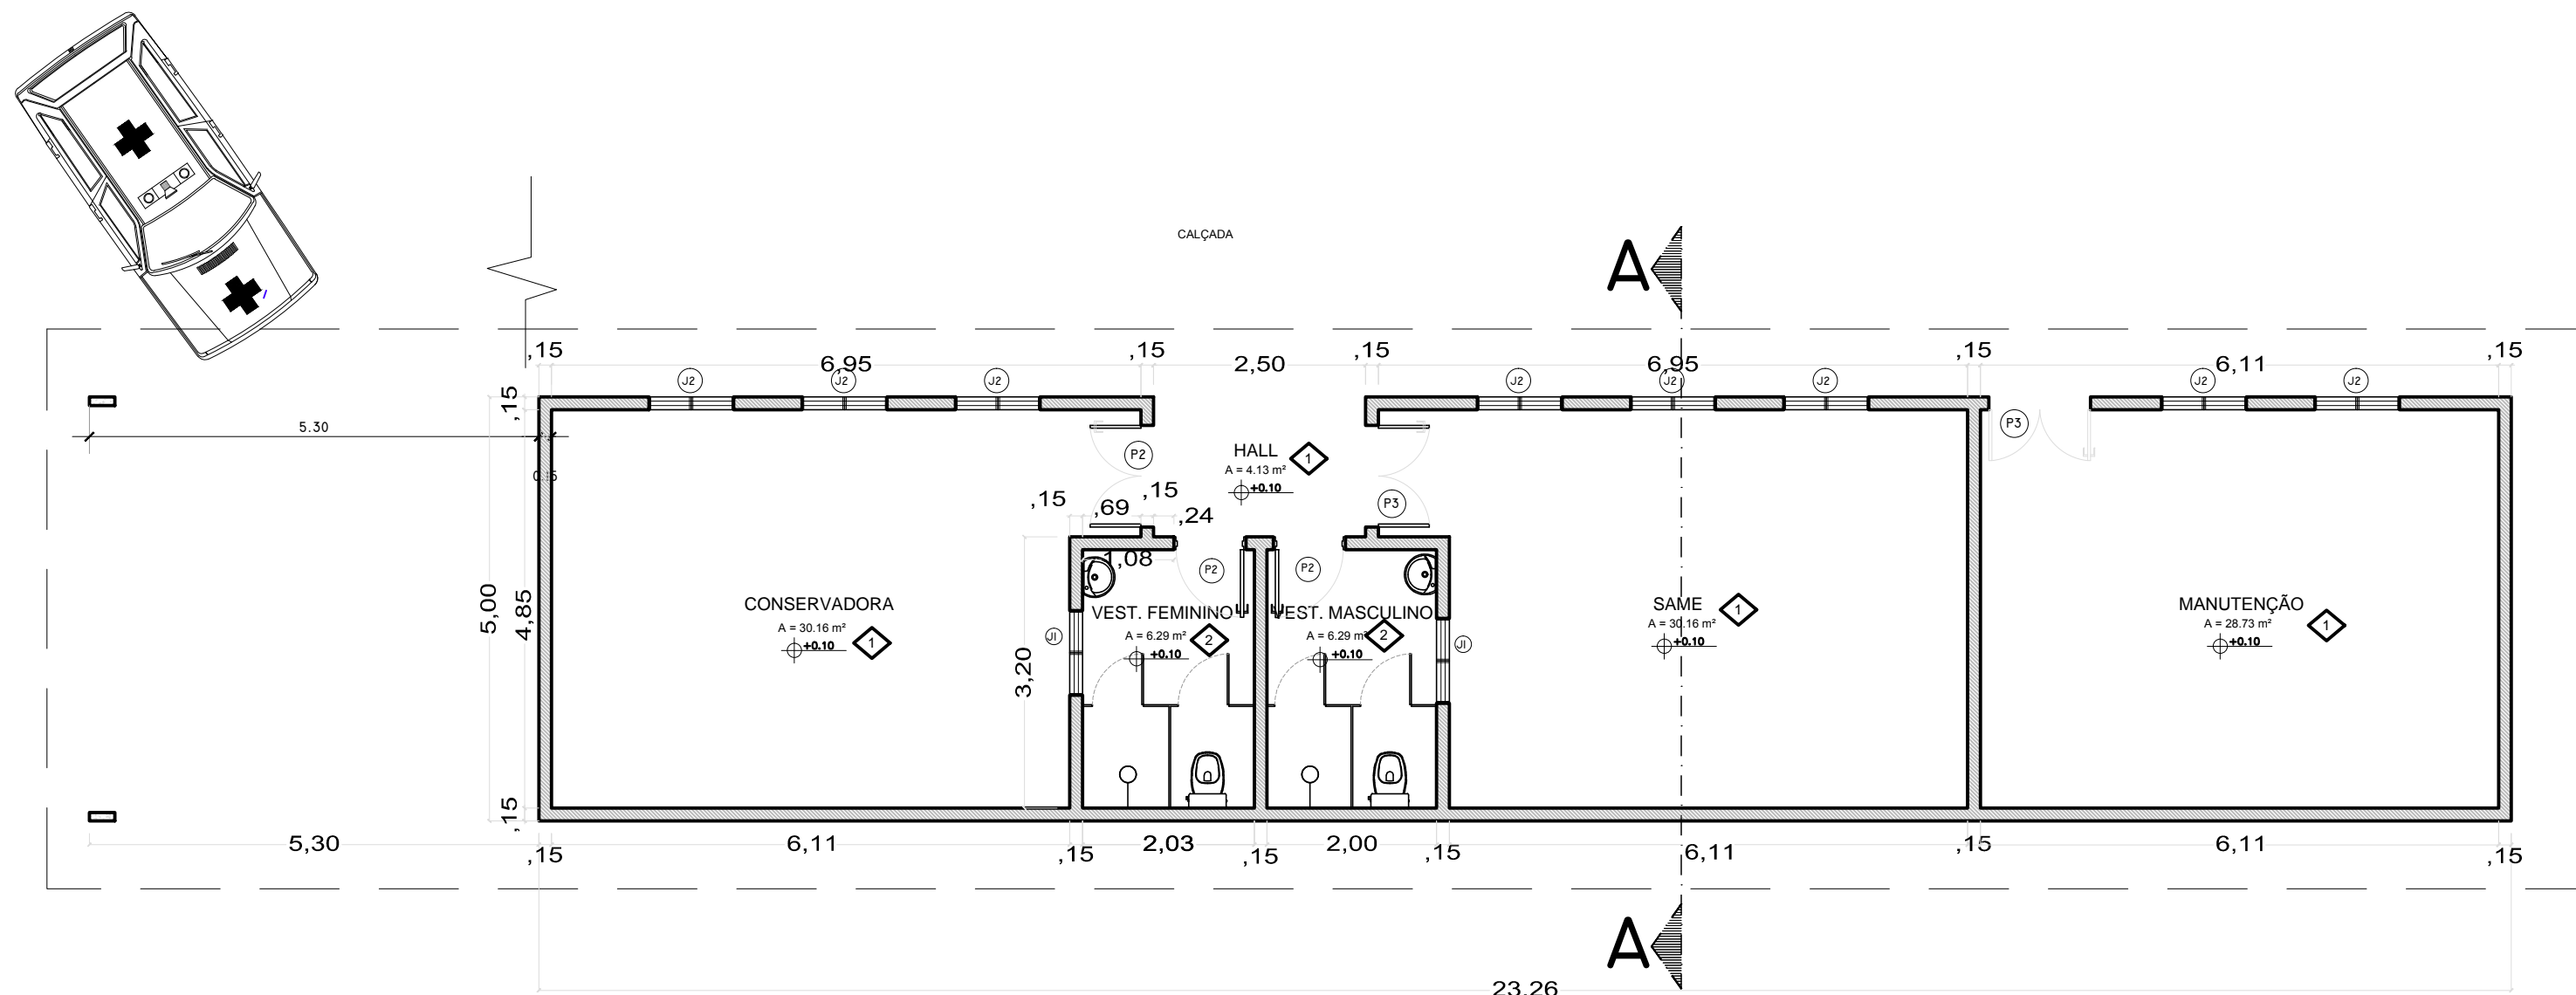 CALÇADA
A
,15
6,95
,15
2,50
,15
6,95
,15
6,11
,15
J2
J2
J2
J2
J2
J2
J2
J2
,15
5.30
P2
HALL
1
A = 4.13 m²
+0.10
P3
P3
0.15
,15
,69
,15
,24
1,08
P2
P2
5,00
4,85
3,20
CONSERVADORA
A = 30.16 m²
+0.10
1
J1
VEST. FEMININO
A = 6.29 m²
+0.10
2
VEST. MASCULINO
A = 6.29 m²
+0.10
2
J1
SAME
A = 30.16 m²
+0.10
1
MANUTENÇÃO
A = 28.73 m²
+0.10
1
,15
5,30
,15
6,11
,15
2,03
,15
2,00
,15
6,11
,15
6,11
,15
A
23,26